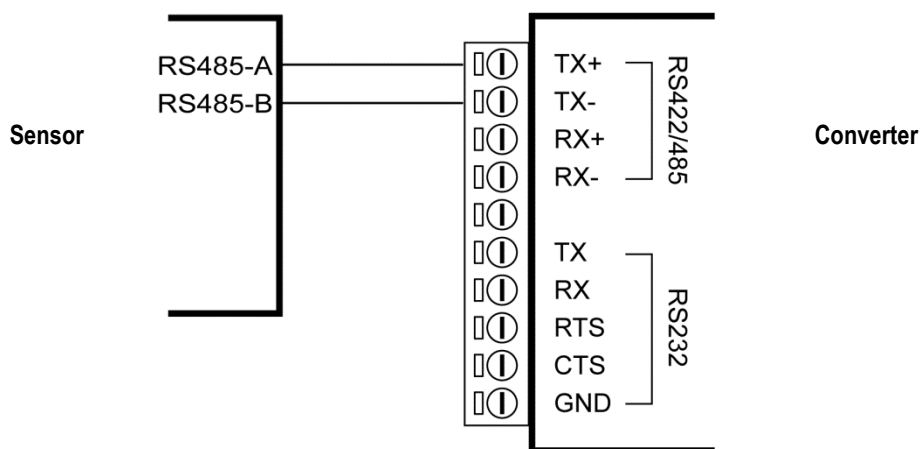 Sensor
RS485-A
RS485-B
TX+
TX-
RX+
RX-
RS422/485
TX
RX
RTS
CTS
GND
RS232
Converter